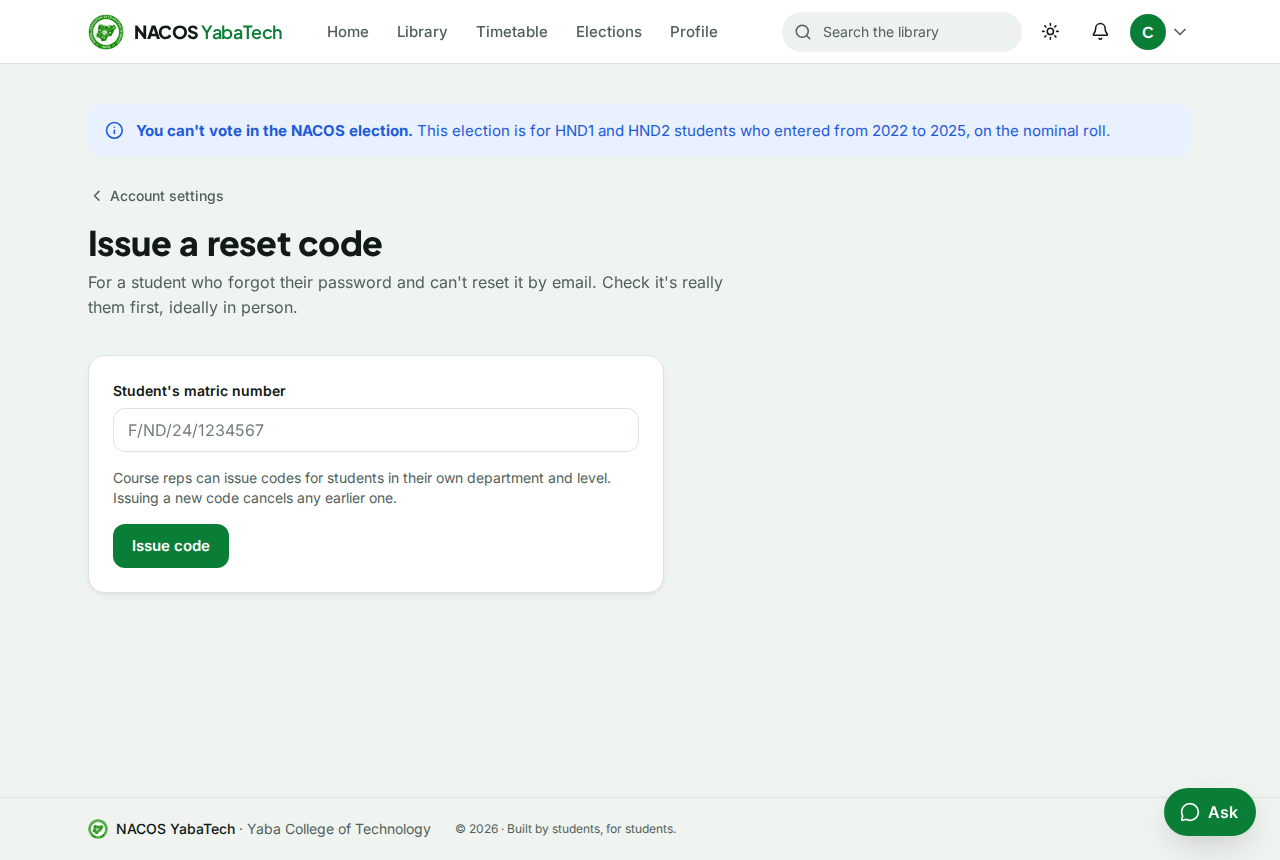 NACOS YabaTech
Home
Library
Timetable
Elections
Profile
Search the library
C
You can't vote in the NACOS election. This election is for HND1 and HND2 students who entered from 2022 to 2025, on the nominal roll.
Account settings
Issue a reset code
For a student who forgot their password and can't reset it by email. Check it's really
them first, ideally in person.
Student's matric number
F/ND/24/1234567
Course reps can issue codes for students in their own department and level.
Issuing a new code cancels any earlier one.
Issue code
Ask
NACOS YabaTech · Yaba College of Technology
© 2026 · Built by students, for students.